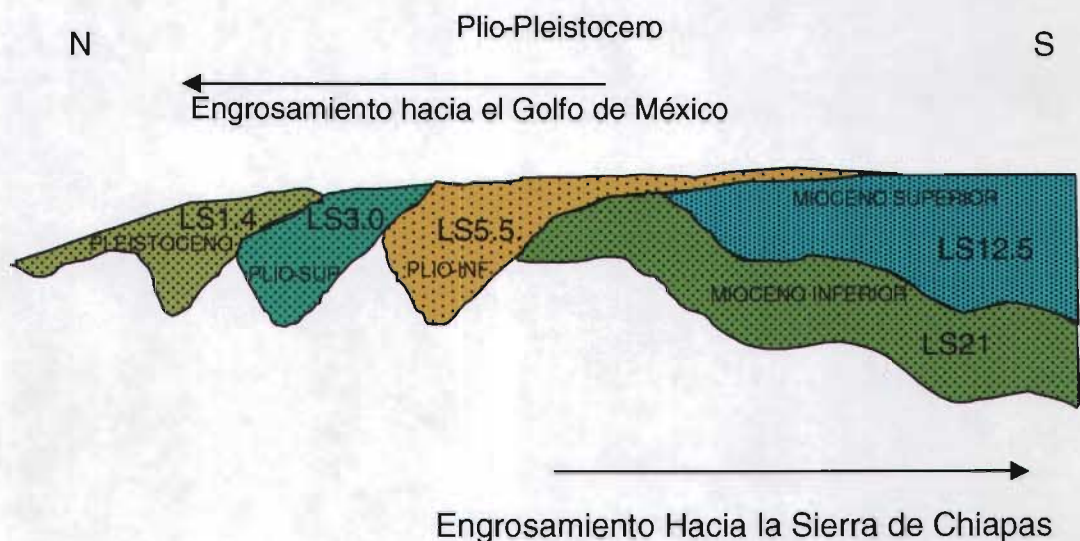 Plio-Pleistoceno
N
S
Engrosamiento hacia el Golfo de México
LS1.4
PLEISTOCENO
LS3.0
PLIO-SUP
LS5.5
PLIO-INF
MIOCENO SUPERIOR
LS12.5
MIOCENO INFERIOR
LS21
Engrosamiento Hacia la Sierra de Chiapas